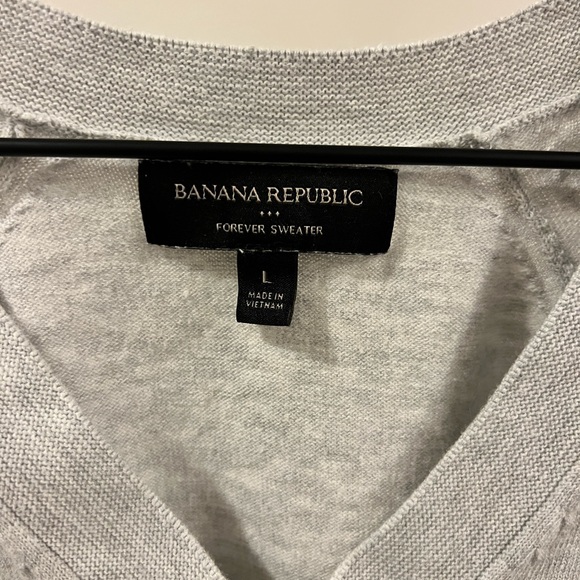 BANANA REPUBLIC
FOREVER SWEATER
L
MADE IN
VIETNAM